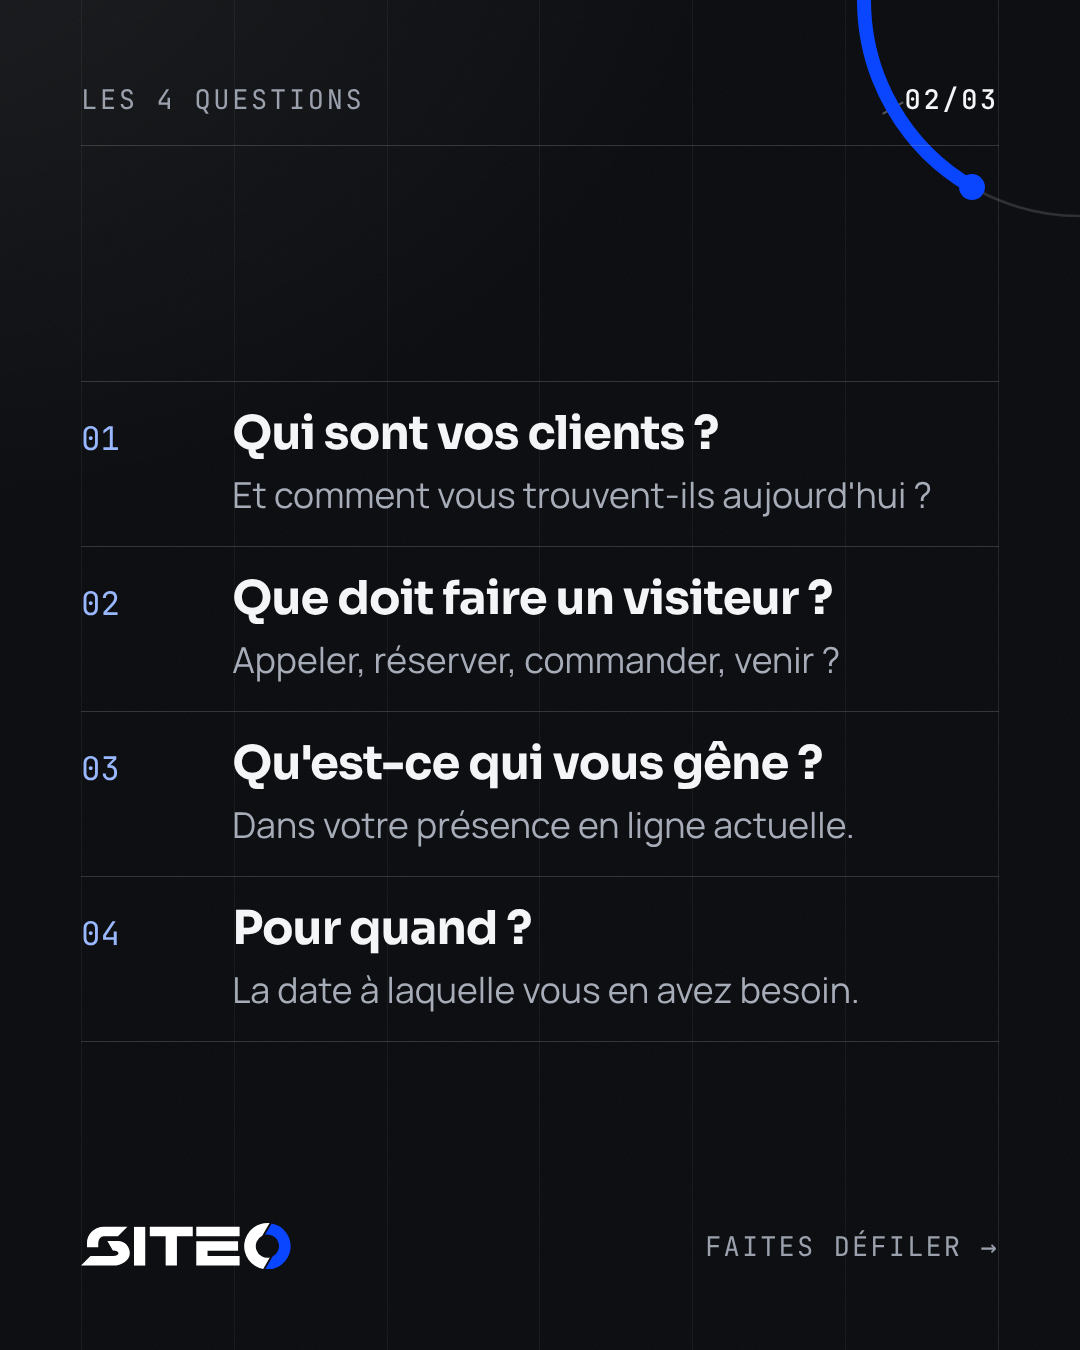 LES 4 QUESTIONS
02/03
01
Qui sont vos clients ?
Et comment vous trouvent-ils aujourd'hui ?
02
Que doit faire un visiteur ?
Appeler, réserver, commander, venir ?
03
Qu'est-ce qui vous gêne ?
Dans votre présence en ligne actuelle.
04
Pour quand ?
La date à laquelle vous en avez besoin.
SITEO
FAITES DÉFILER →